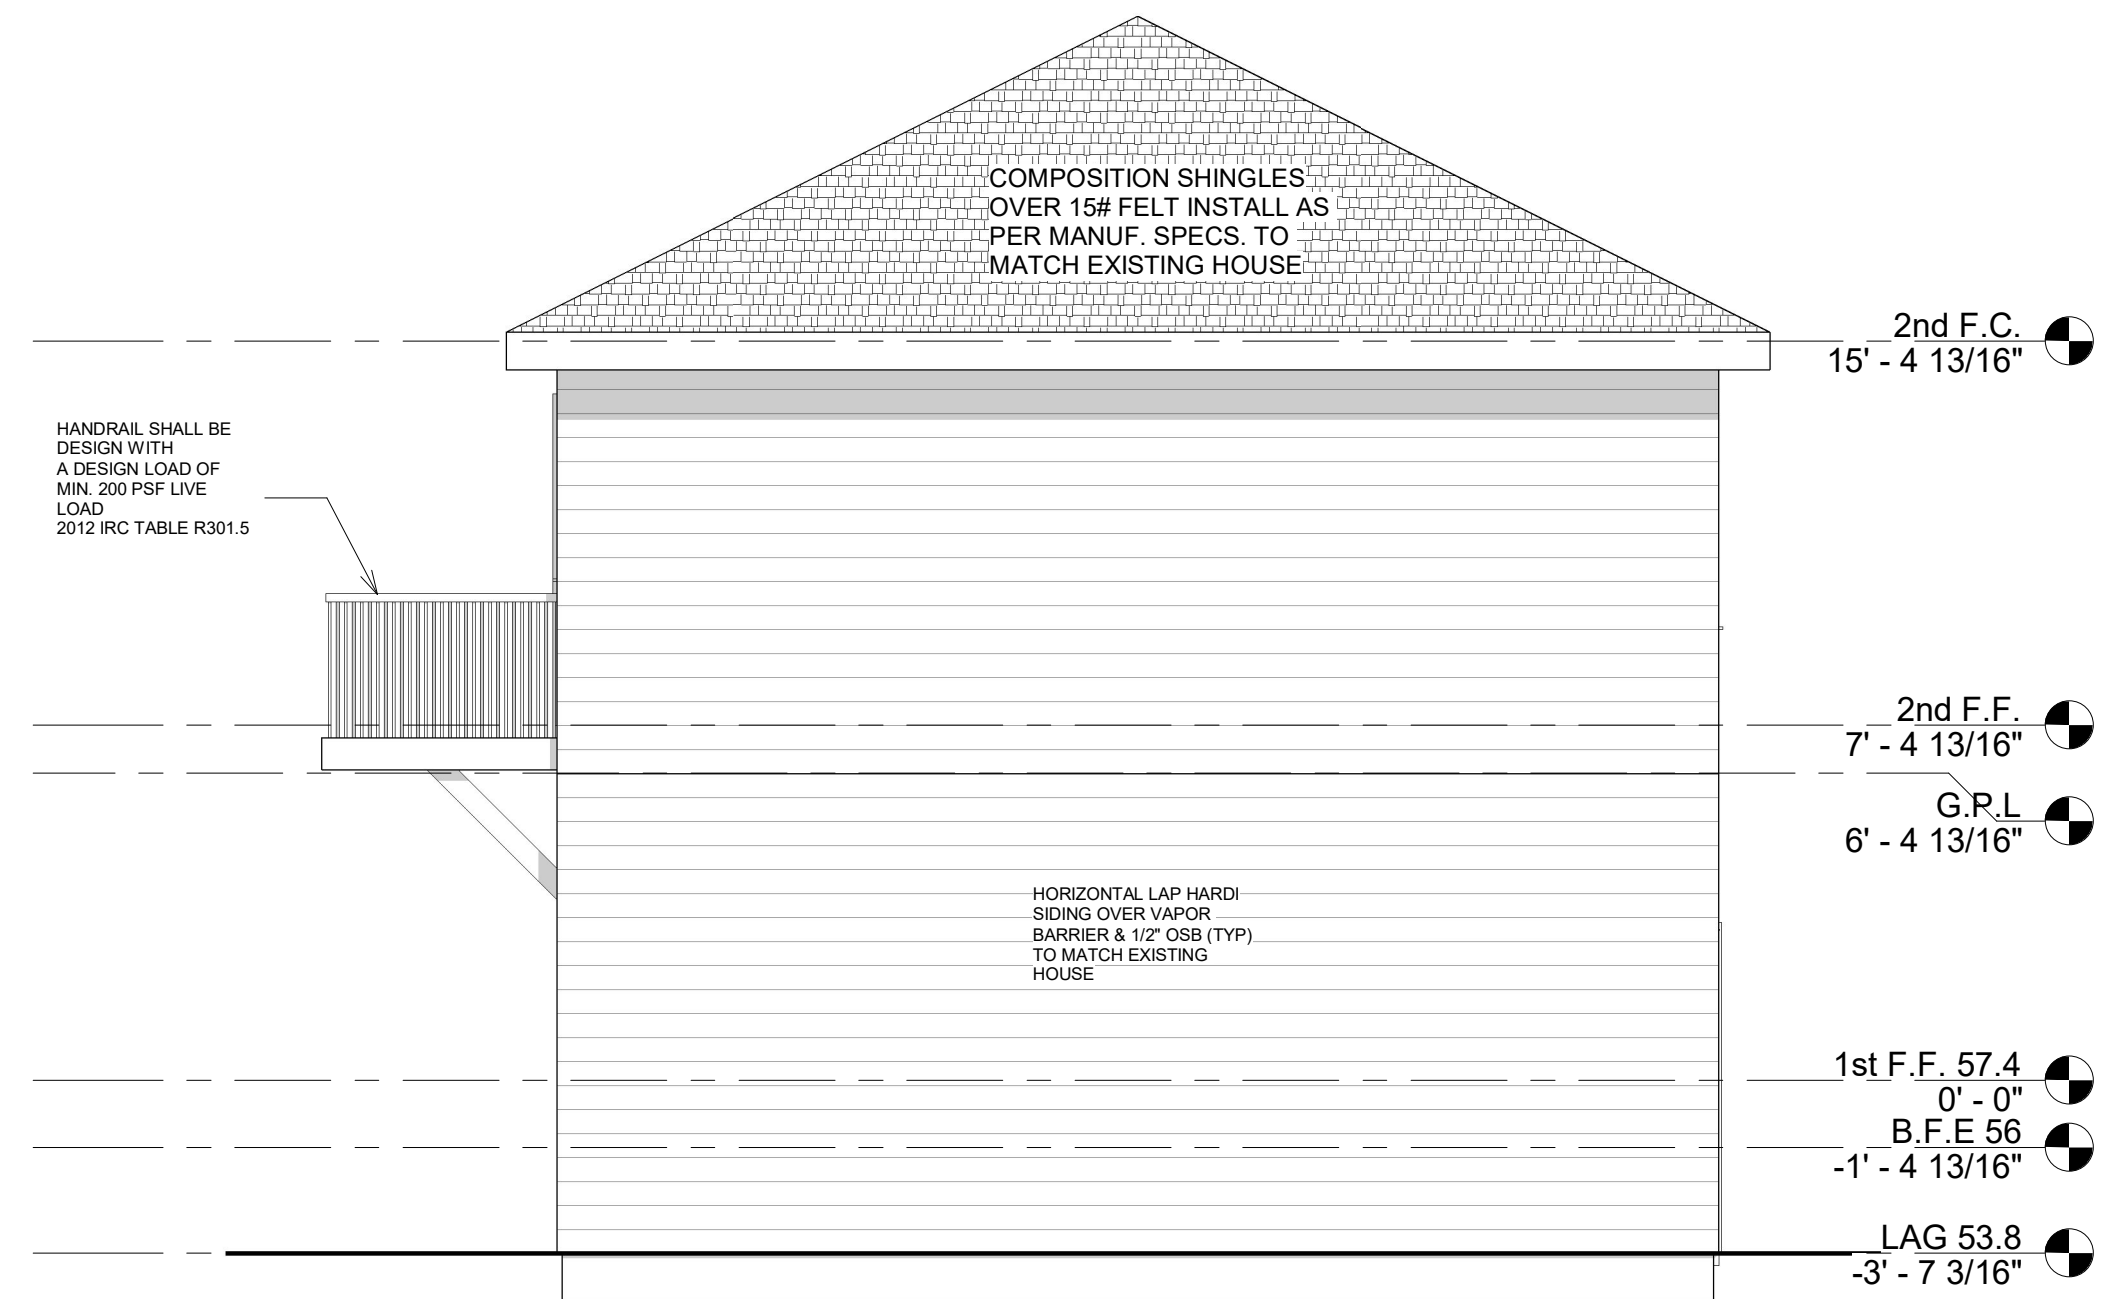 COMPOSITION SHINGLES
OVER 15# FELT INSTALL AS
PER MANUF. SPECS. TO
MATCH EXISTING HOUSE
2nd F.C.
15' - 4 13/16"
HANDRAIL SHALL BE
DESIGN WITH
A DESIGN LOAD OF
MIN. 200 PSF LIVE
LOAD
2012 IRC TABLE R301.5
2nd F.F.
7' - 4 13/16"
G.P.L
6' - 4 13/16"
HORIZONTAL LAP HARDI
SIDING OVER VAPOR
BARRIER & 1/2" OSB (TYP)
TO MATCH EXISTING
HOUSE
1st F.F. 57.4
0' - 0"
B.F.E 56
-1' - 4 13/16"
LAG 53.8
-3' - 7 3/16"